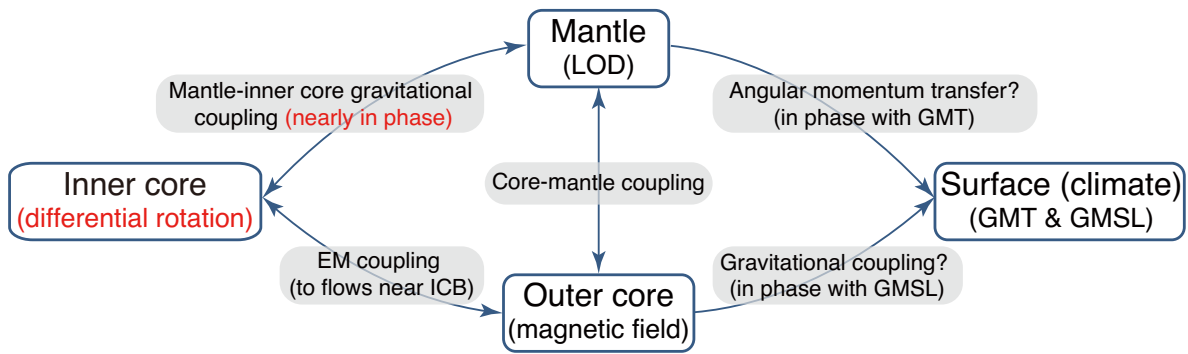 Mantle
(LOD)
Mantle-inner core gravitational
coupling (nearly in phase)
Angular momentum transfer?
(in phase with GMT)
Inner core
(differential rotation)
Core-mantle coupling
Surface (climate)
(GMT & GMSL)
EM coupling
(to flows near ICB)
Gravitational coupling?
(in phase with GMSL)
Outer core
(magnetic field)